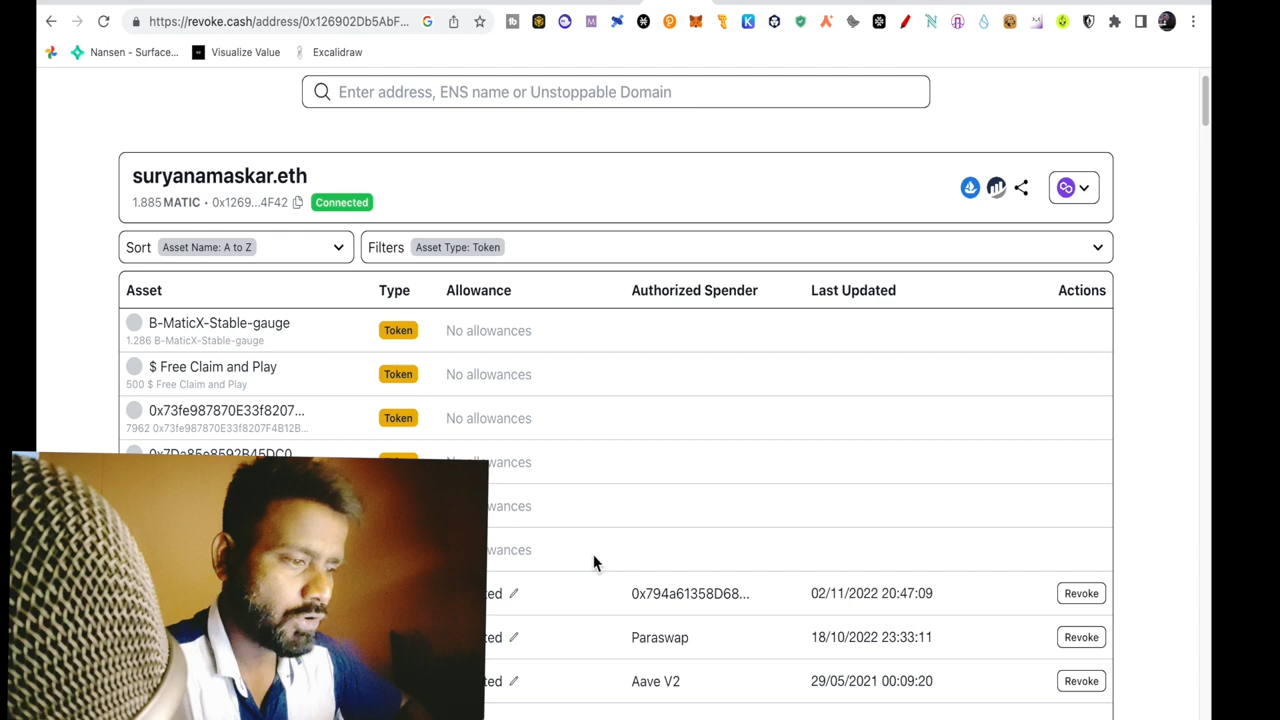 https://revoke.cash/address/0x126902Db5AbF...
Nansen - Surface... Visualize Value Excalidraw
Enter address, ENS name or Unstoppable Domain
suryanamaskar.eth
1.885 MATIC • 0x1269...4F42 Connected
Sort Asset Name: A to Z Filters Asset Type: Token
Asset Type Allowance Authorized Spender Last Updated Actions
B-MaticX-Stable-gauge Token No allowances
1.286 B-MaticX-Stable-gauge
$ Free Claim and Play Token No allowances
500 $ Free Claim and Play
0x73fe987870E33f8207... Token No allowances
7962 0x73fe987870E33f8207F4B12B...
0x794a61358D68... 02/11/2022 20:47:09 Revoke
Paraswap 18/10/2022 23:33:11 Revoke
Aave V2 29/05/2021 00:09:20 Revoke